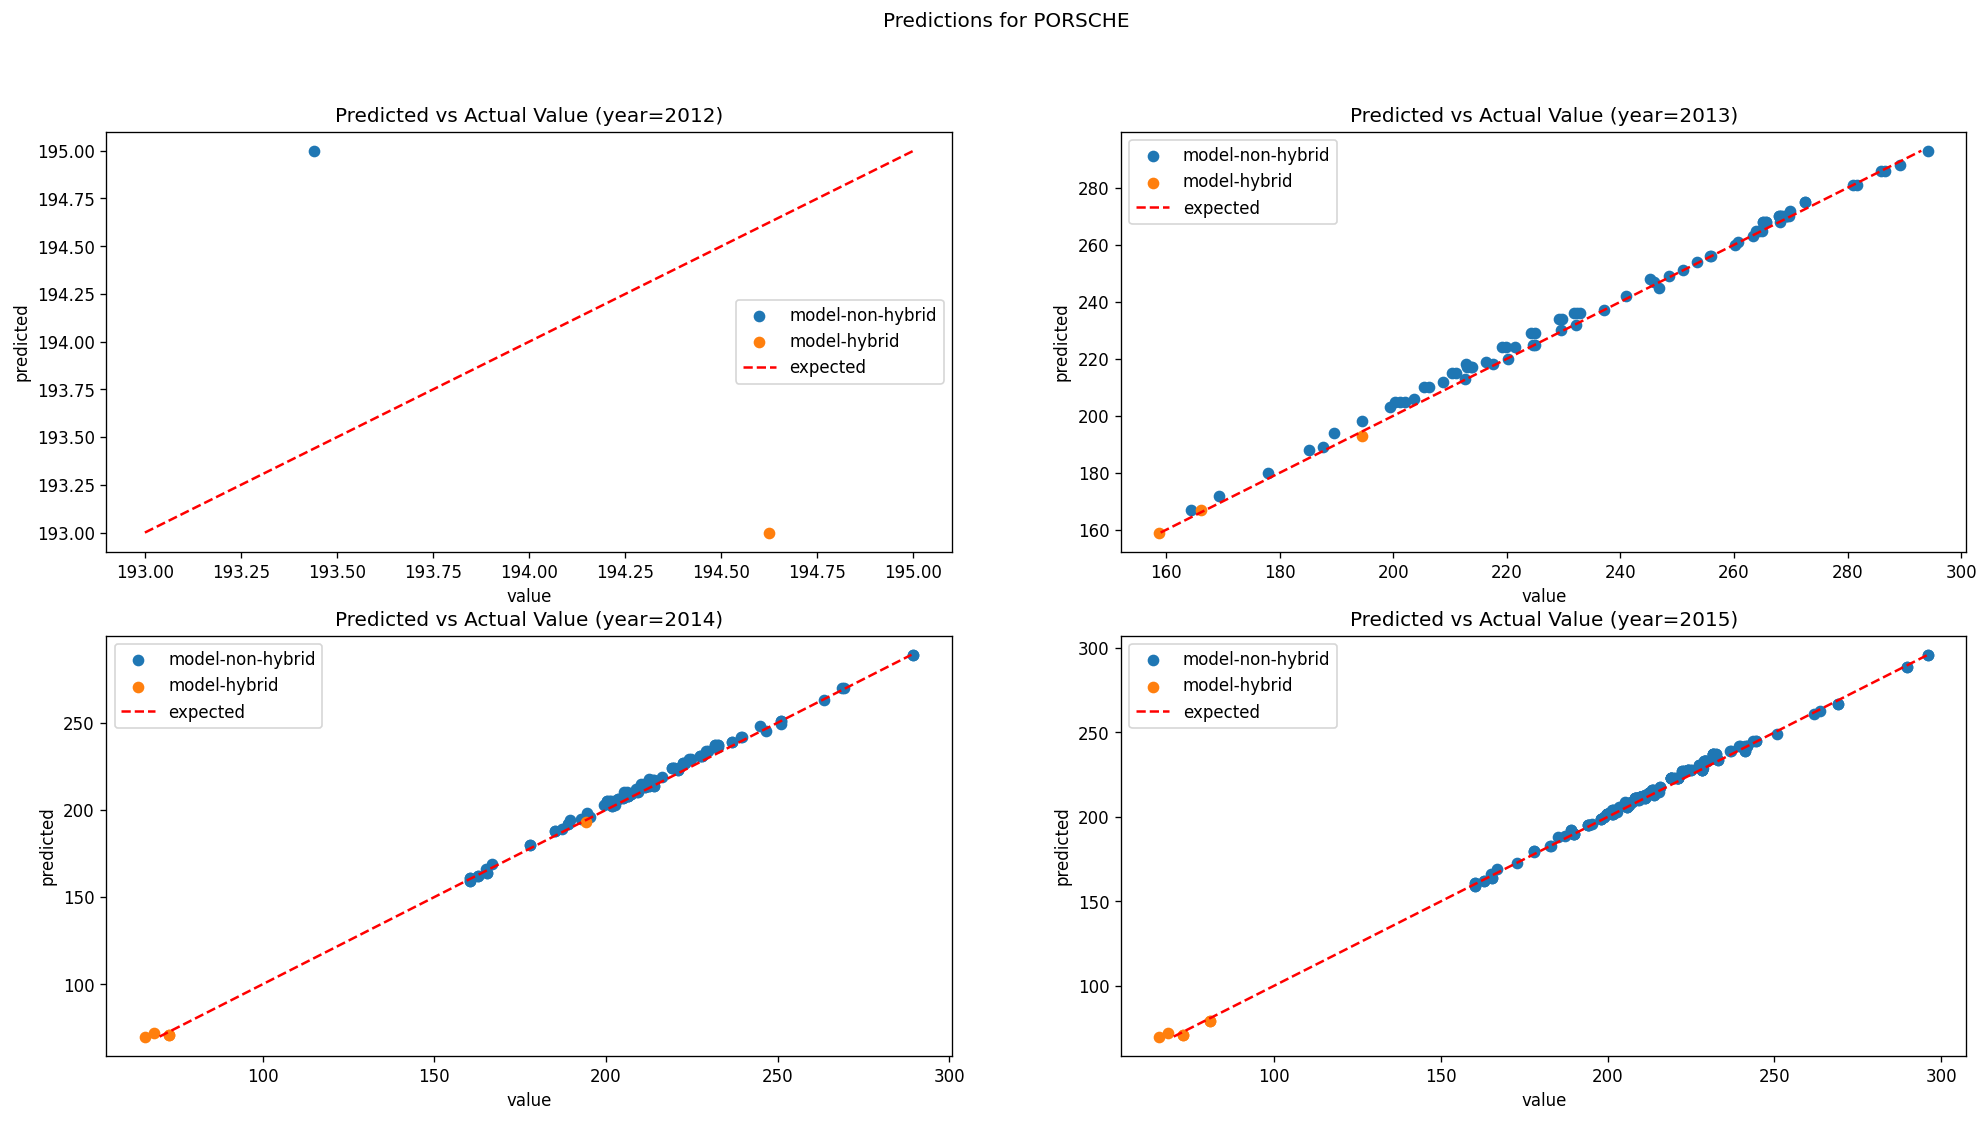 Predictions for PORSCHE
Predicted vs Actual Value (year=2012)
195.00
194.75
194.50
194.25
194.00
193.75
193.50
193.25
193.00
predicted
model-non-hybrid
model-hybrid
expected
193.00 193.25 193.50 193.75 194.00 194.25 194.50 194.75 195.00
value
Predicted vs Actual Value (year=2013)
model-non-hybrid
model-hybrid
expected
280
260
240
220
200
180
160
predicted
160 180 200 220 240 260 280 300
value
Predicted vs Actual Value (year=2014)
model-non-hybrid
model-hybrid
expected
250
200
150
100
predicted
100 150 200 250 300
value
Predicted vs Actual Value (year=2015)
model-non-hybrid
model-hybrid
expected
300
250
200
150
100
predicted
100 150 200 250 300
value